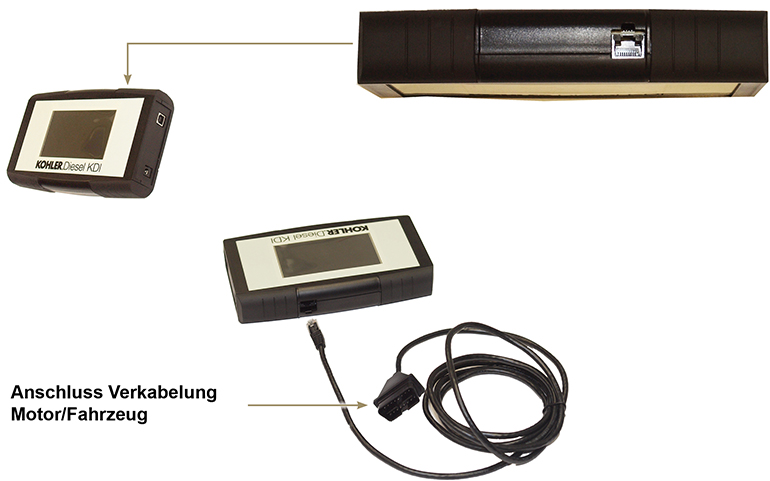 KOHLER.Diesel KDI
KOHLER.Diesel KDI
Anschluss Verkabelung
Motor/Fahrzeug